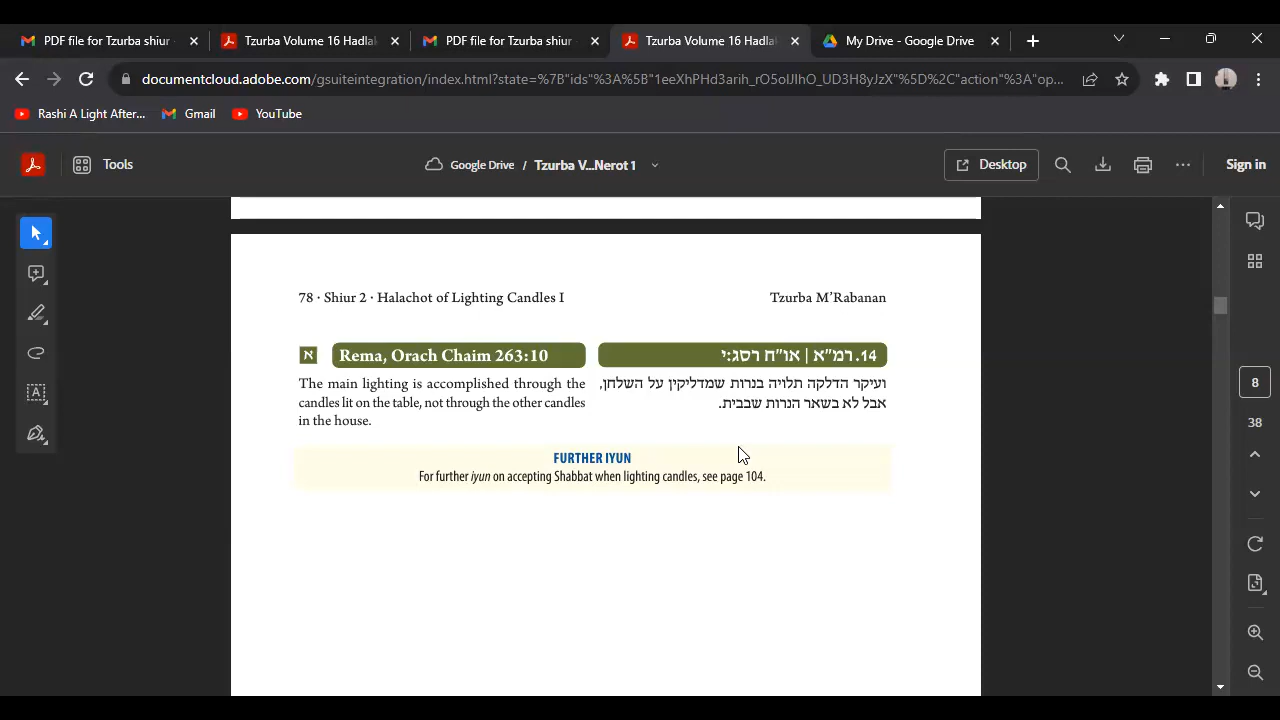 PDF file for Tzurba shiur
Tzurba Volume 16 Hadla
PDF file for Tzurba shiur
Tzurba Volume 16 Hadla
My Drive - Google Drive
documentcloud.adobe.com/gsuiteintegration/index.html?state=%7B"ids"%3A%5B"1eeXhPHd3arih_rO5oIJIhO_UD3H8yJzX"%5D%2C"action"%3A"op...
Rashi A Light After...
Gmail
YouTube
Tools
Google Drive / Tzurba V...Nerot 1
Desktop
Sign in
78 · Shiur 2 · Halachot of Lighting Candles I
Tzurba M'Rabanan
א
Rema, Orach Chaim 263:10
The main lighting is accomplished through the
candles lit on the table, not through the other candles
in the house.
14. רמ"א | או"ח רסג:י
ועיקר הדלקה תלויה בנרות שמדליקין על השלחן,
אבל לא בשאר הנרות שבבית.
FURTHER IYUN
For further iyun on accepting Shabbat when lighting candles, see page 104.
8
38